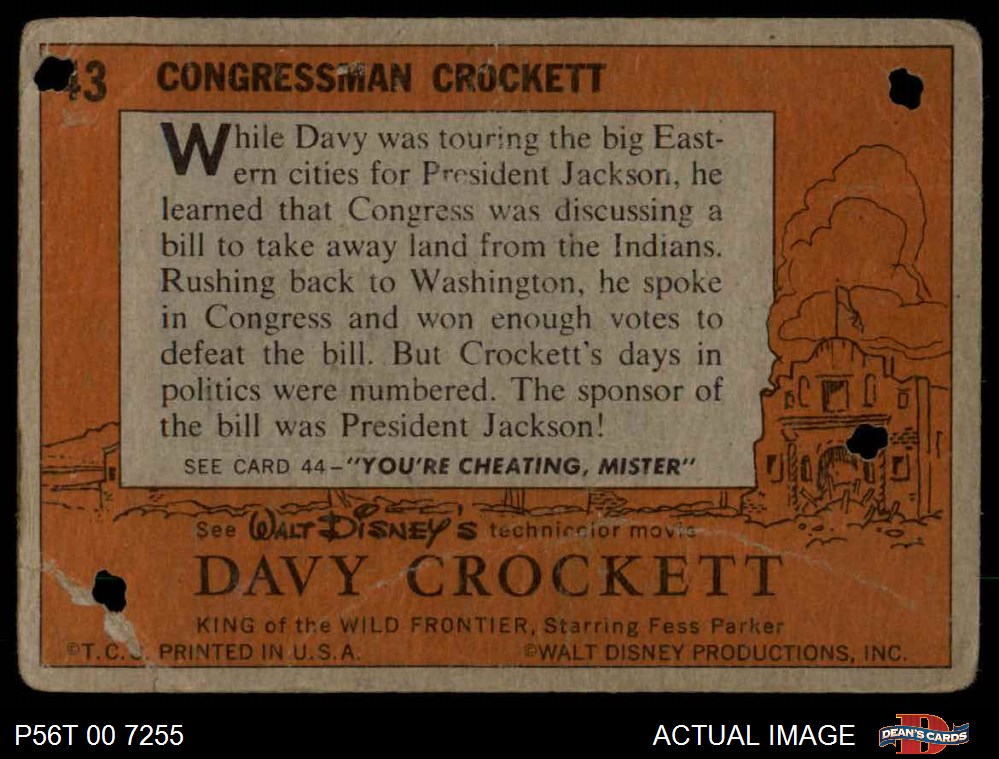 43 CONGRESSMAN CROCKETT
While Davy was touring the big East-
ern cities for President Jackson, he
learned that Congress was discussing a
bill to take away land from the Indians.
Rushing back to Washington, he spoke
in Congress and won enough votes to
defeat the bill. But Crockett's days in
politics were numbered. The sponsor of
the bill was President Jackson!
SEE CARD 44-"YOU'RE CHEATING, MISTER"
See WALT DISNEY'S technicolor movie
DAVY CROCKETT
KING of the WILD FRONTIER, Starring Fess Parker
©T.C.G. PRINTED IN U.S.A. ©WALT DISNEY PRODUCTIONS, INC.
P56T 00 7255 ACTUAL IMAGE DEAN'S CARDS